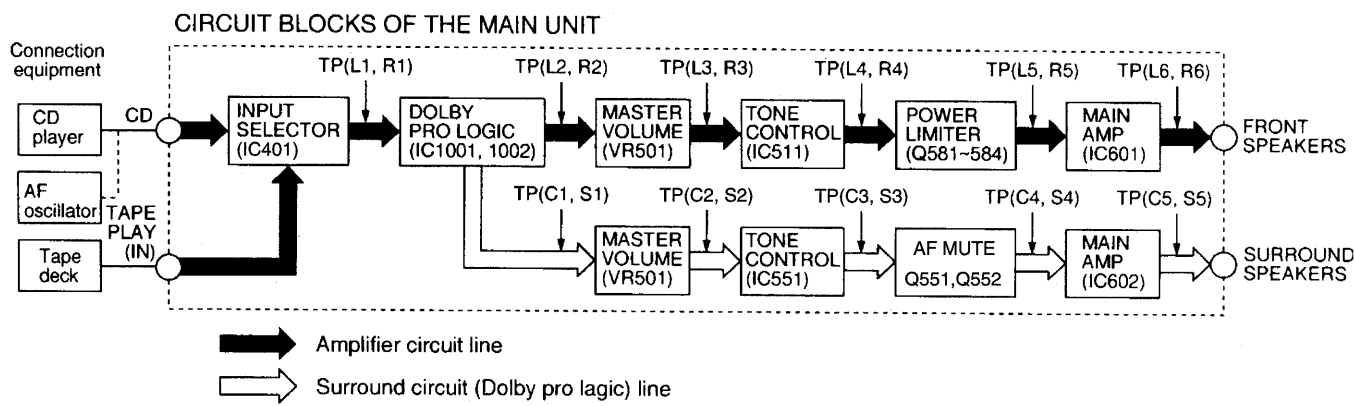 CIRCUIT BLOCKS OF THE MAIN UNIT
Connection
equipment
CD
player
CD
AF
oscillator
TAPE
PLAY
(IN)
Tape
deck
TP(L1, R1)
TP(L2, R2)
TP(L3, R3)
TP(L4, R4)
TP(L5, R5)
TP(L6, R6)
INPUT
SELECTOR
(IC401)
DOLBY
PRO LOGIC
(IC1001, 1002)
MASTER
VOLUME
(VR501)
TONE
CONTROL
(IC511)
POWER
LIMITER
(Q581~584)
MAIN
AMP
(IC601)
FRONT
SPEAKERS
TP(C1, S1)
TP(C2, S2)
TP(C3, S3)
TP(C4, S4)
TP(C5, S5)
MASTER
VOLUME
(VR501)
TONE
CONTROL
(IC551)
AF MUTE
Q551,Q552
MAIN
AMP
(IC602)
SURROUND
SPEAKERS
Amplifier circuit line
Surround circuit (Dolby pro lagic) line